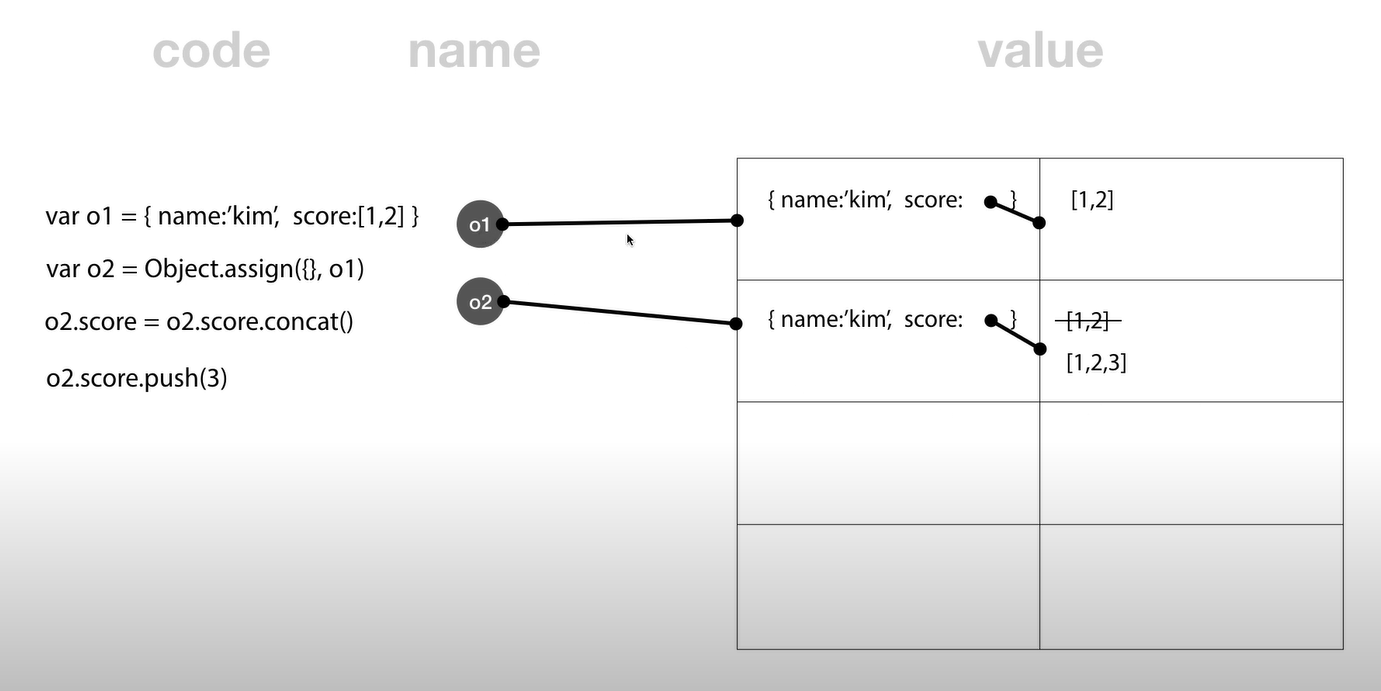 code name value
var o1 = { name:’kim’, score:[1,2] }
var o2 = Object.assign({}, o1)
o2.score = o2.score.concat()
o2.score.push(3)
o1
o2
{ name:’kim’, score: } [1,2]
{ name:’kim’, score: } [1,2]
[1,2,3]